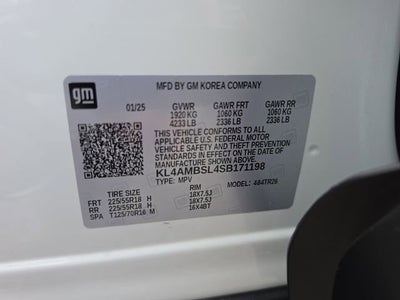 gm
MFD BY GM KOREA COMPANY
01/25 GVWR GAWR FRT GAWR RR
1920 KG 1060 KG 1060 KG
4233 LB 2336 LB 2336 LB
THIS VEHICLE CONFORMS TO ALL
APPLICABLE U.S. FEDERAL MOTOR
VEHICLE SAFETY AND THEFT
PREVENTION STANDARDS IN EFFECT ON
THE DATE OF MANUFACTURE SHOWN ABOVE.
KL4AMBSL4SB171198
TYPE: MPV MODEL: 4B4TR26
TIRE SIZE RIM
FRT 225/55R18 H 18X7.5J
RR 225/55R18 H 18X7.5J
SPA T125/70R16 M 16X4BT